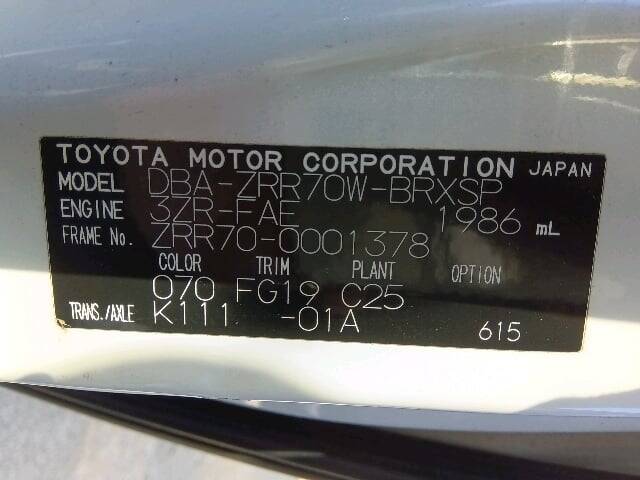 TOYOTA MOTOR CORPORATION JAPAN
MODEL DBA-ZRR70W-BRXSP
ENGINE 3ZR-FAE 1986 mL
FRAME No. ZRR70-0001378
COLOR TRIM PLANT OPTION
070 FG19 C25
TRANS./AXLE K111 -01A 615